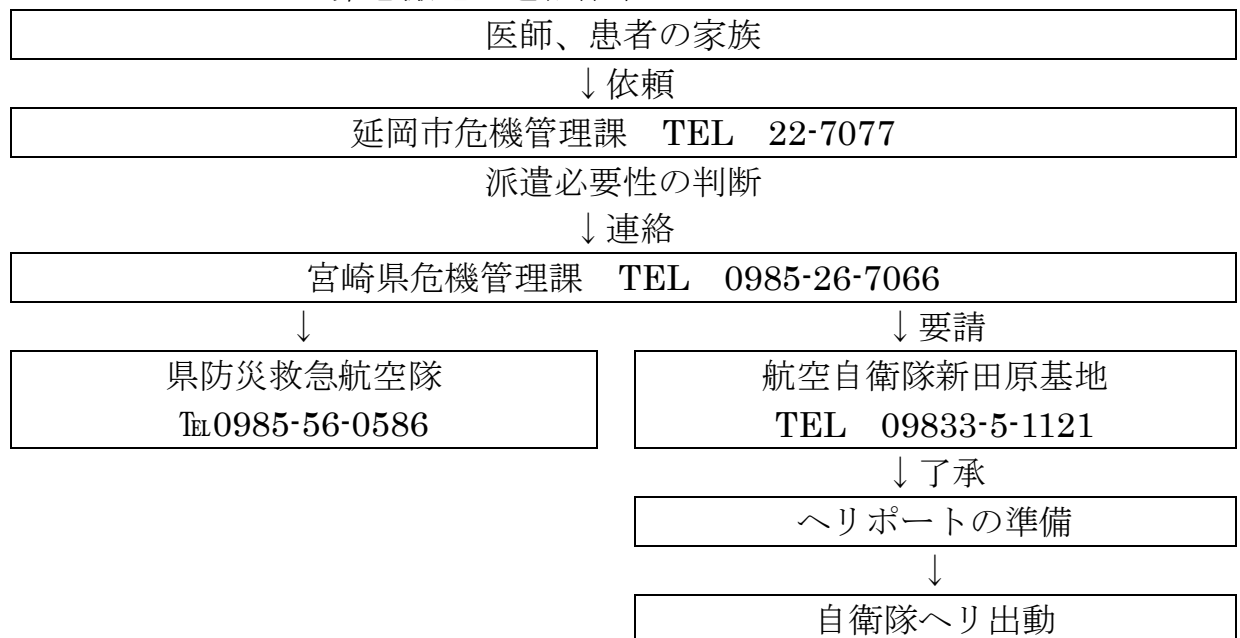 医師、患者の家族
↓依頼
延岡市危機管理課　TEL　22-7077
派遣必要性の判断
↓連絡
宮崎県危機管理課　TEL　0985-26-7066
↓　↓要請
県防災救急航空隊
℡0985-56-0586
航空自衛隊新田原基地
TEL　09833-5-1121
↓了承
ヘリポートの準備
↓
自衛隊ヘリ出動